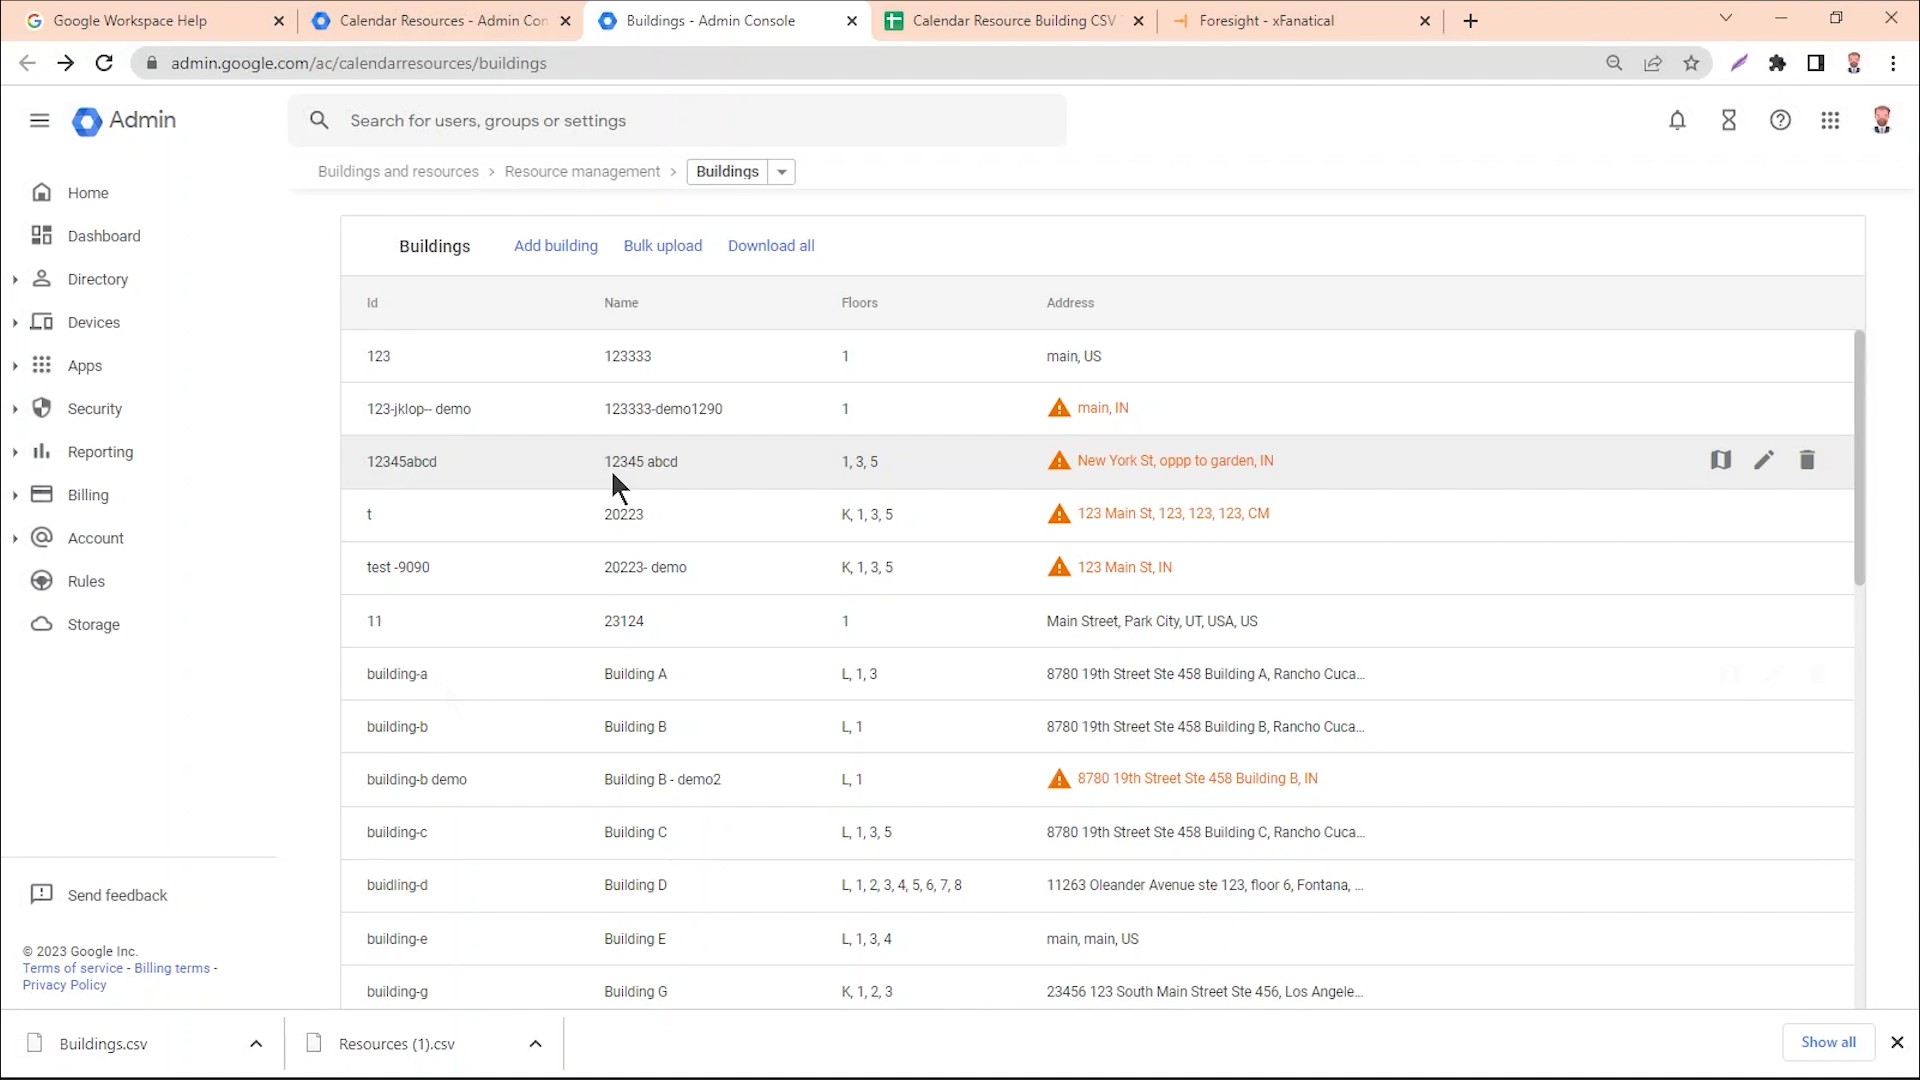 Google Workspace Help
Calendar Resources - Admin Con
Buildings - Admin Console
Calendar Resource Building CSV
Foresight - xFanatical
admin.google.com/ac/calendarresources/buildings
Admin
Search for users, groups or settings
Buildings and resources > Resource management > Buildings
Home
Dashboard
Directory
Devices
Apps
Security
Reporting
Billing
Account
Rules
Storage
Send feedback
© 2023 Google Inc.
Terms of service - Billing terms -
Privacy Policy
Buildings Add building Bulk upload Download all
Id Name Floors Address
123 123333 1 main, US
123-jklop-- demo 123333-demo1290 1 main, IN
12345abcd 12345 abcd 1, 3, 5 New York St, oppp to garden, IN
t 20223 K, 1, 3, 5 123 Main St, 123, 123, 123, CM
test -9090 20223- demo K, 1, 3, 5 123 Main St, IN
11 23124 1 Main Street, Park City, UT, USA, US
building-a Building A L, 1, 3 8780 19th Street Ste 458 Building A, Rancho Cuca...
building-b Building B L, 1 8780 19th Street Ste 458 Building B, Rancho Cuca...
building-b demo Building B - demo2 L, 1 8780 19th Street Ste 458 Building B, IN
building-c Building C L, 1, 3, 5 8780 19th Street Ste 458 Building C, Rancho Cuca...
buidling-d Building D L, 1, 2, 3, 4, 5, 6, 7, 8 11263 Oleander Avenue ste 123, floor 6, Fontana, ...
building-e Building E L, 1, 3, 4 main, main, US
building-g Building G K, 1, 2, 3 23456 123 South Main Street Ste 456, Los Angele...
Buildings.csv
Resources (1).csv
Show all